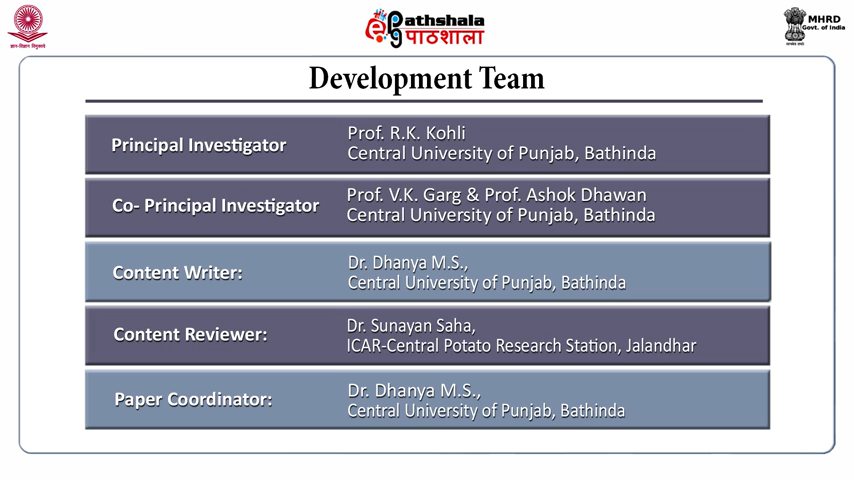 ePathshala
पाठशाला
MHRD
Govt. of India
ज्ञान-विज्ञान विमुक्तये
Development Team
Principal Investigator
Prof. R.K. Kohli
Central University of Punjab, Bathinda
Co- Principal Investigator
Prof. V.K. Garg & Prof. Ashok Dhawan
Central University of Punjab, Bathinda
Content Writer:
Dr. Dhanya M.S.,
Central University of Punjab, Bathinda
Content Reviewer:
Dr. Sunayan Saha,
ICAR-Central Potato Research Station, Jalandhar
Paper Coordinator:
Dr. Dhanya M.S.,
Central University of Punjab, Bathinda